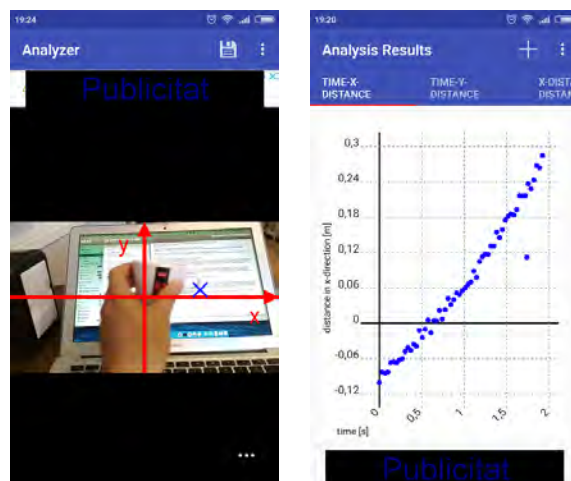 19:24
Analyzer
Publicitat
y
x
...
19:20
Analysis Results
TIME-X-
DISTANCE
TIME-Y-
DISTANCE
X-DIST
DISTAN
distance in x-direction [m]
0,3
0,24
0,18
0,12
0,06
0
-0,06
-0,12
0
0,5
1
1,5
2
time [s]
Publicitat